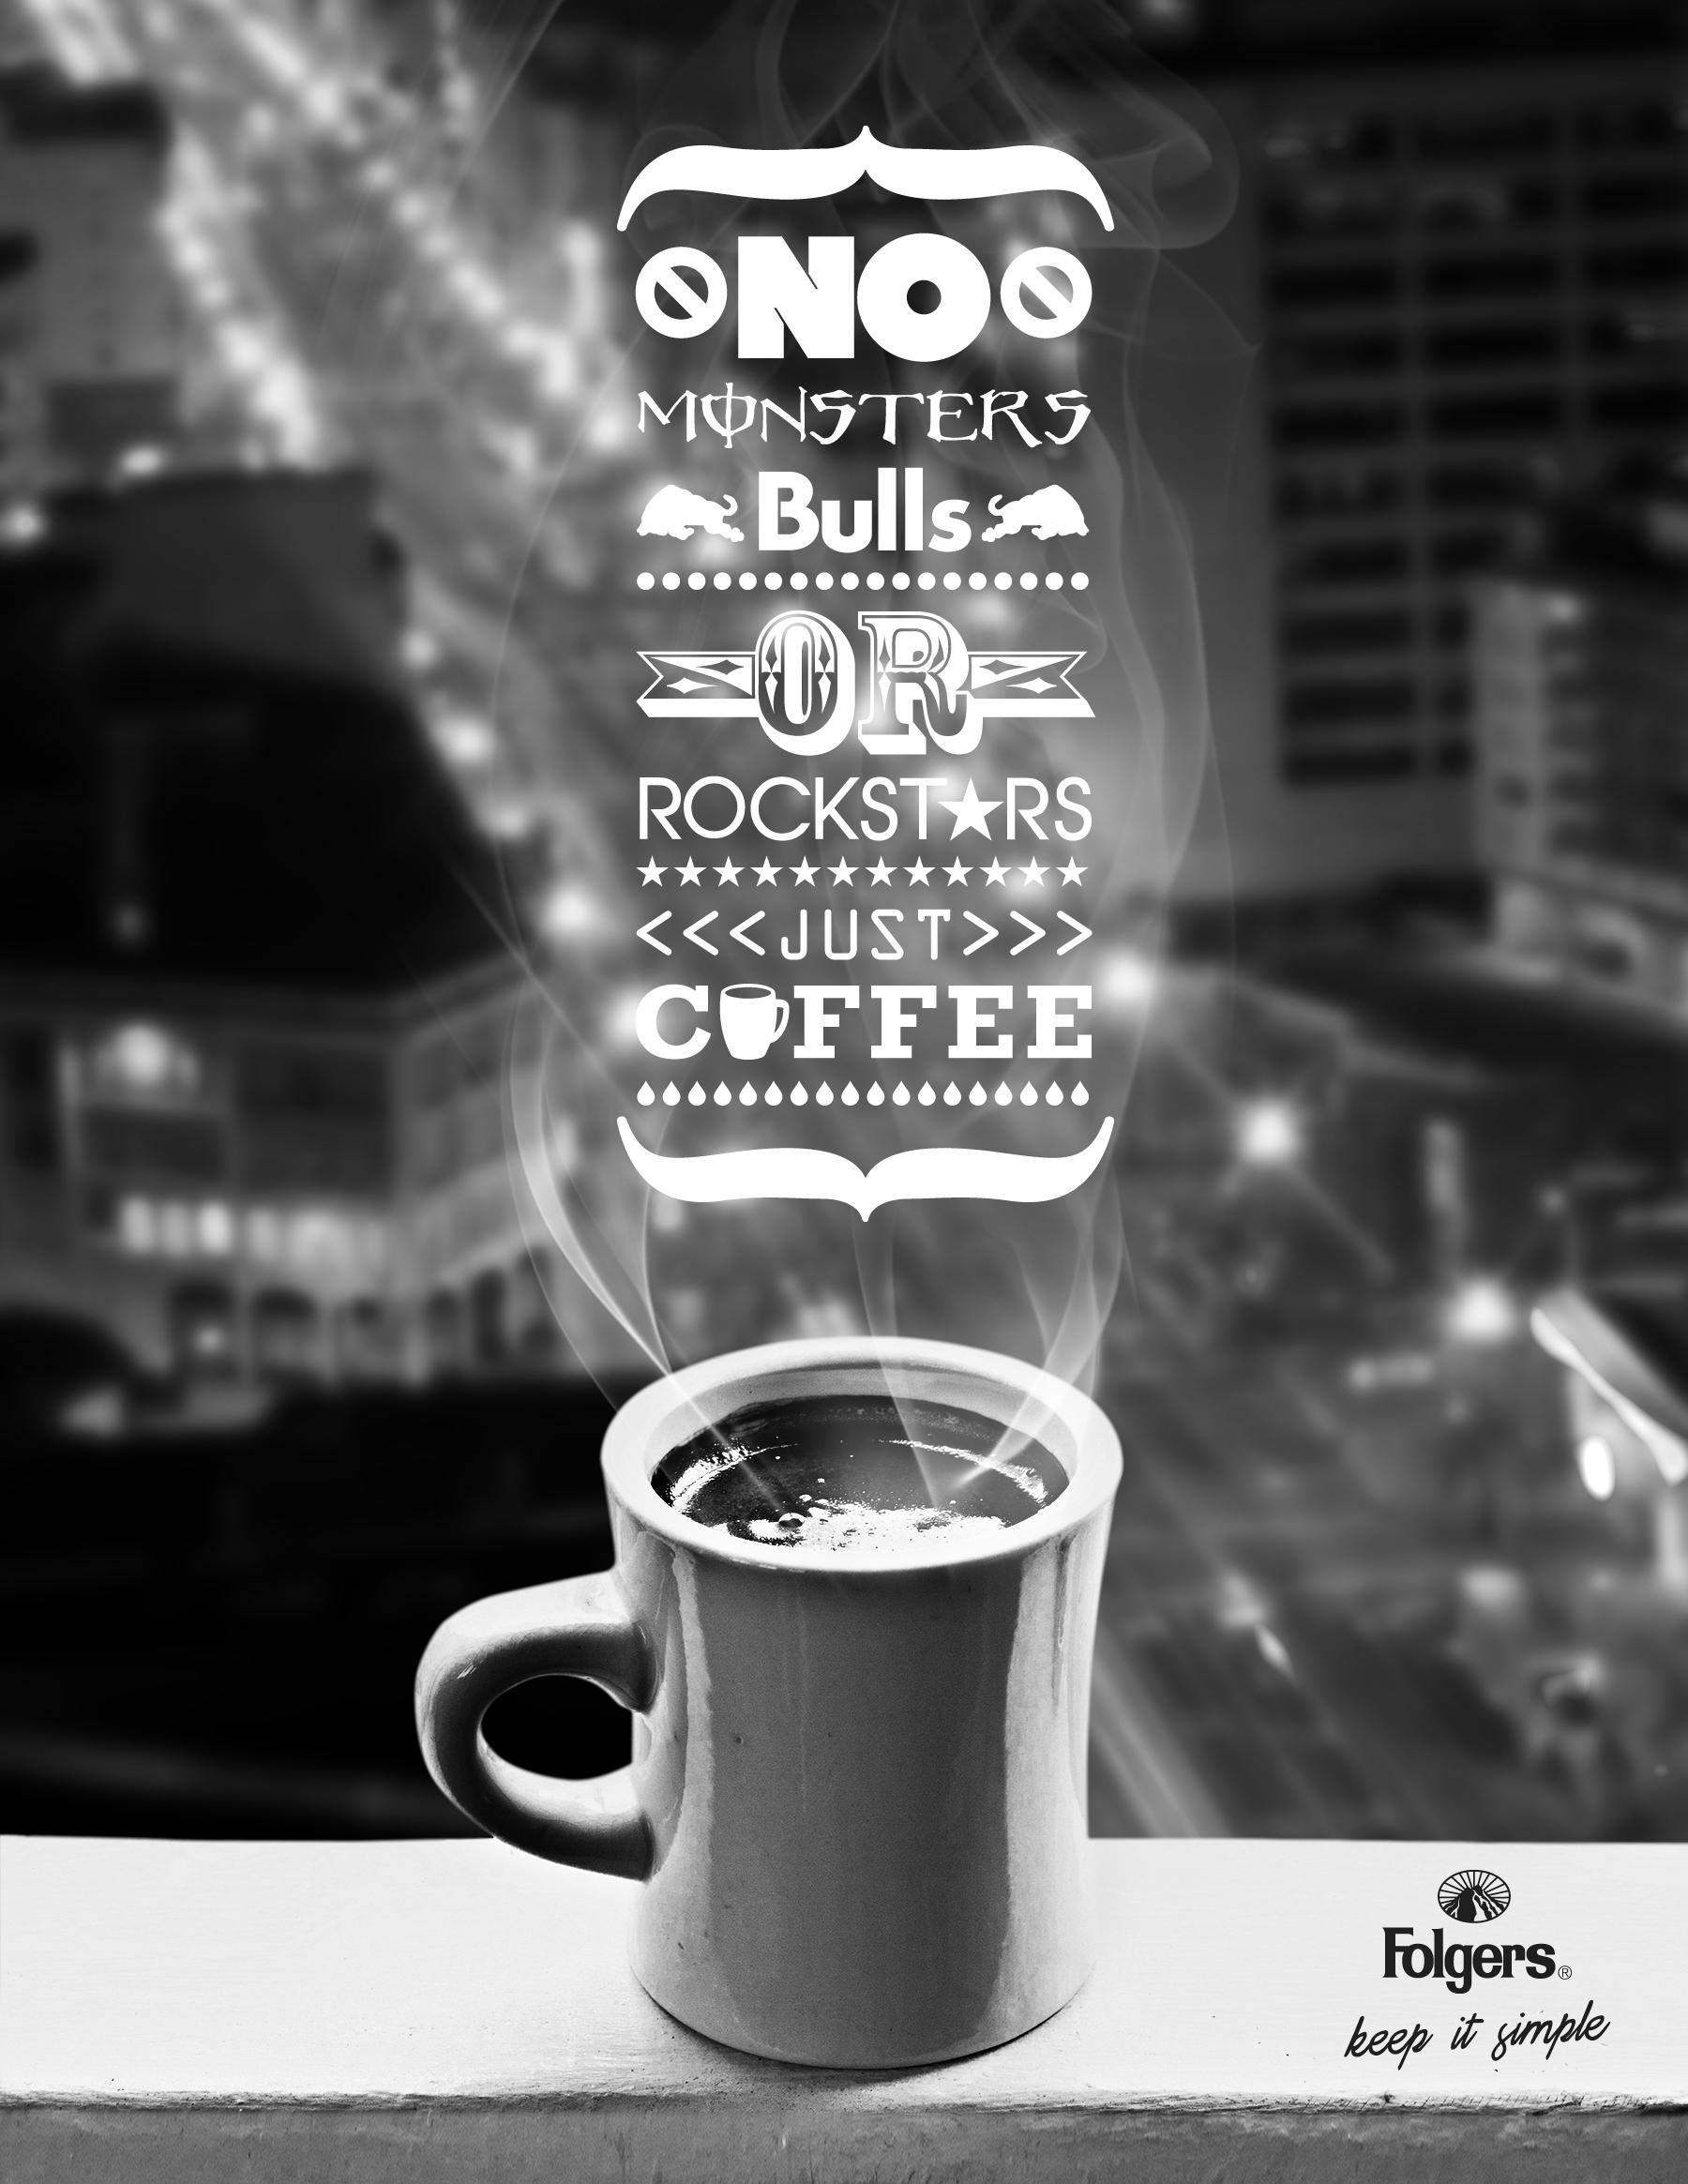 NO
MONSTERS
Bulls
OR
ROCKSTARS
<<<JUST>>>
COFFEE
Folgers®
keep it simple